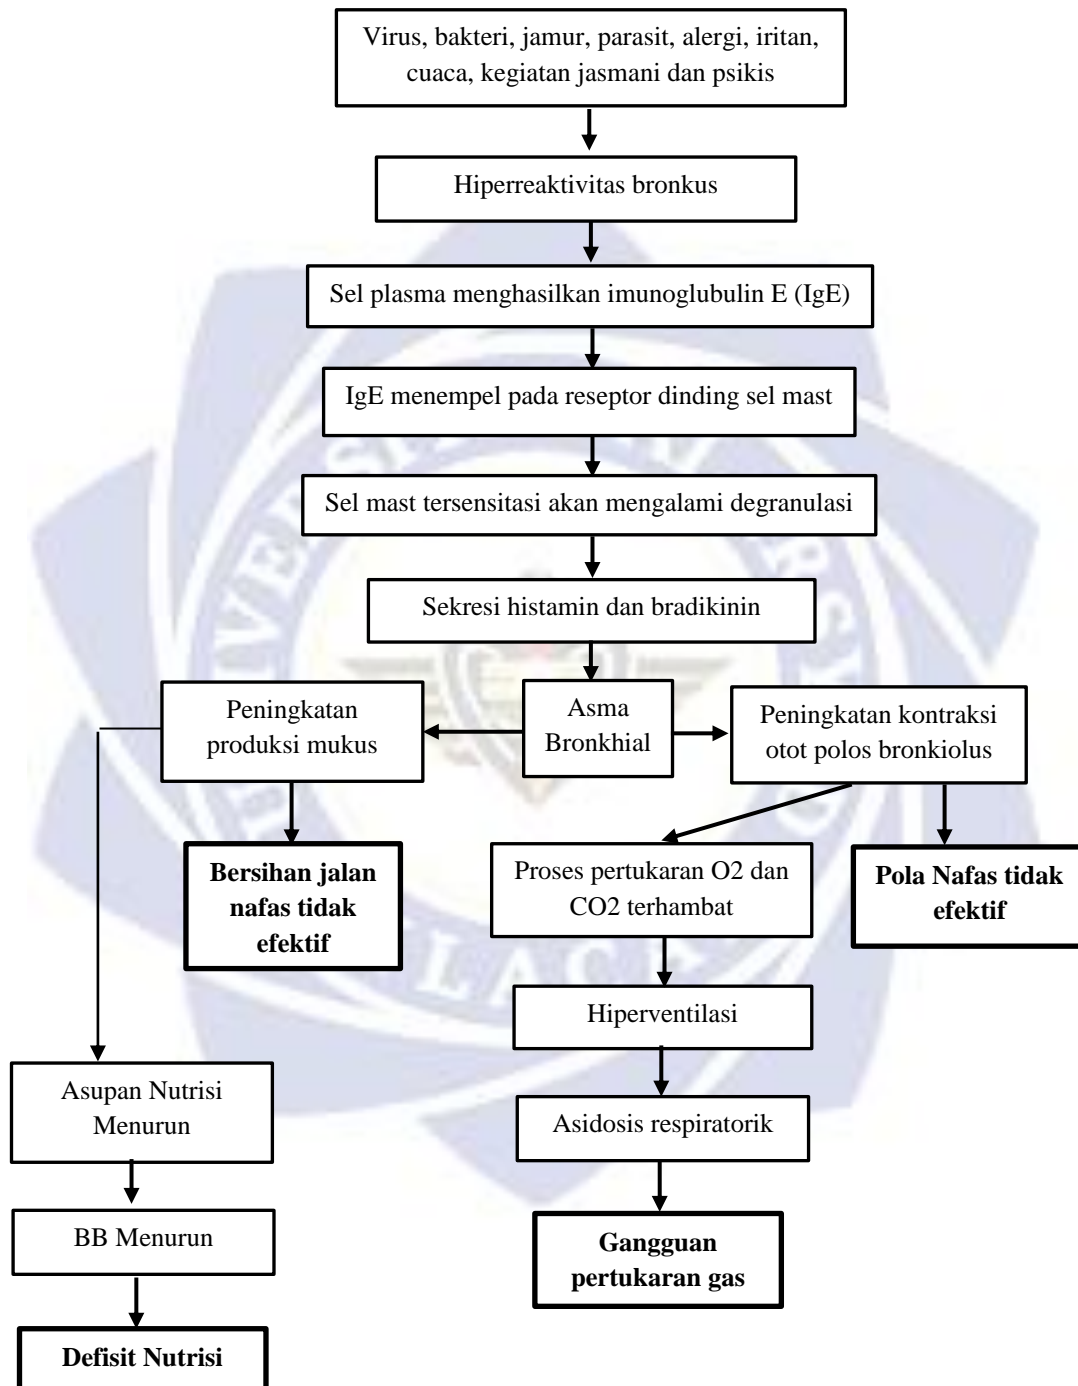 Virus, bakteri, jamur, parasit, alergi, iritan,
cuaca, kegiatan jasmani dan psikis
Hiperreaktivitas bronkus
Sel plasma menghasilkan imunoglubulin E (IgE)
IgE menempel pada reseptor dinding sel mast
Sel mast tersensitasi akan mengalami degranulasi
Sekresi histamin dan bradikinin
Peningkatan
produksi mukus
Asma
Bronkhial
Peningkatan kontraksi
otot polos bronkiolus
Bersihan jalan
nafas tidak
efektif
Proses pertukaran O2 dan
CO2 terhambat
Pola Nafas tidak
efektif
Hiperventilasi
Asupan Nutrisi
Menurun
Asidosis respiratorik
BB Menurun
Gangguan
pertukaran gas
Defisit Nutrisi